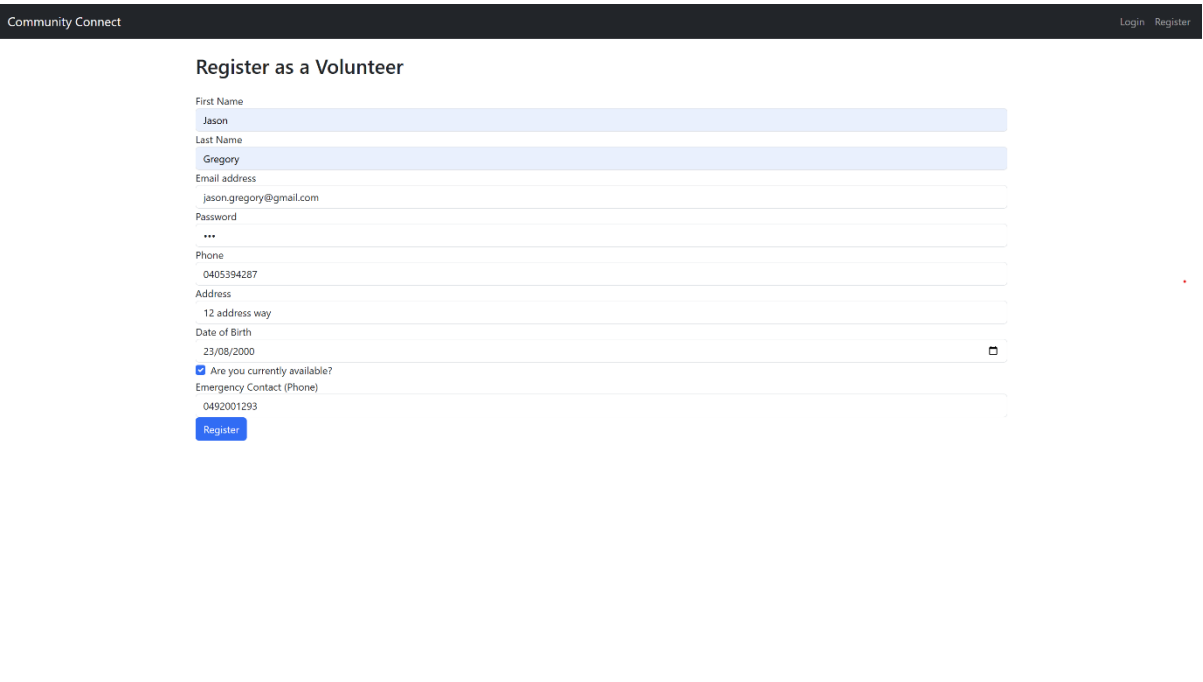 Community Connect
Login Register
Register as a Volunteer
First Name
Jason
Last Name
Gregory
Email address
jason.gregory@gmail.com
Password
•••
Phone
0405394287
Address
12 address way
Date of Birth
23/08/2000
Are you currently available?
Emergency Contact (Phone)
0492001293
Register